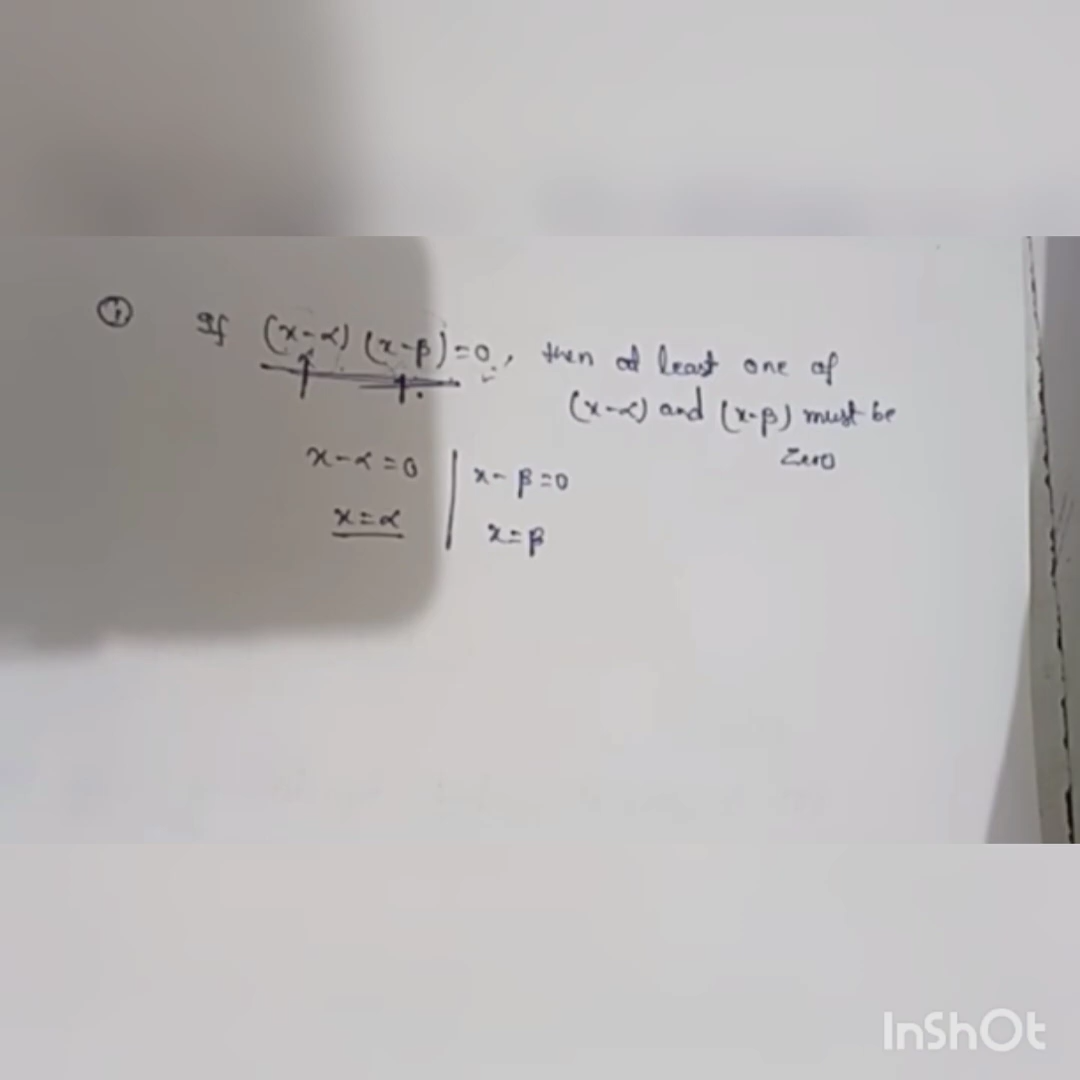 ① If (x-α) (x-β)=0, then at least one of
(x-α) and (x-β) must be
Zero
x-α=0 | x-β=0
x=α | x=β
InShOt